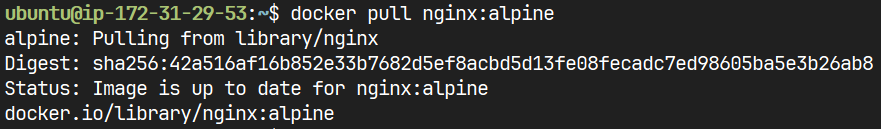 ubuntu@ip-172-31-29-53:~$ docker pull nginx:alpine
alpine: Pulling from library/nginx
Digest: sha256:42a516af16b852e33b7682d5ef8acbd5d13fe08fecadc7ed98605ba5e3b26ab8
Status: Image is up to date for nginx:alpine
docker.io/library/nginx:alpine